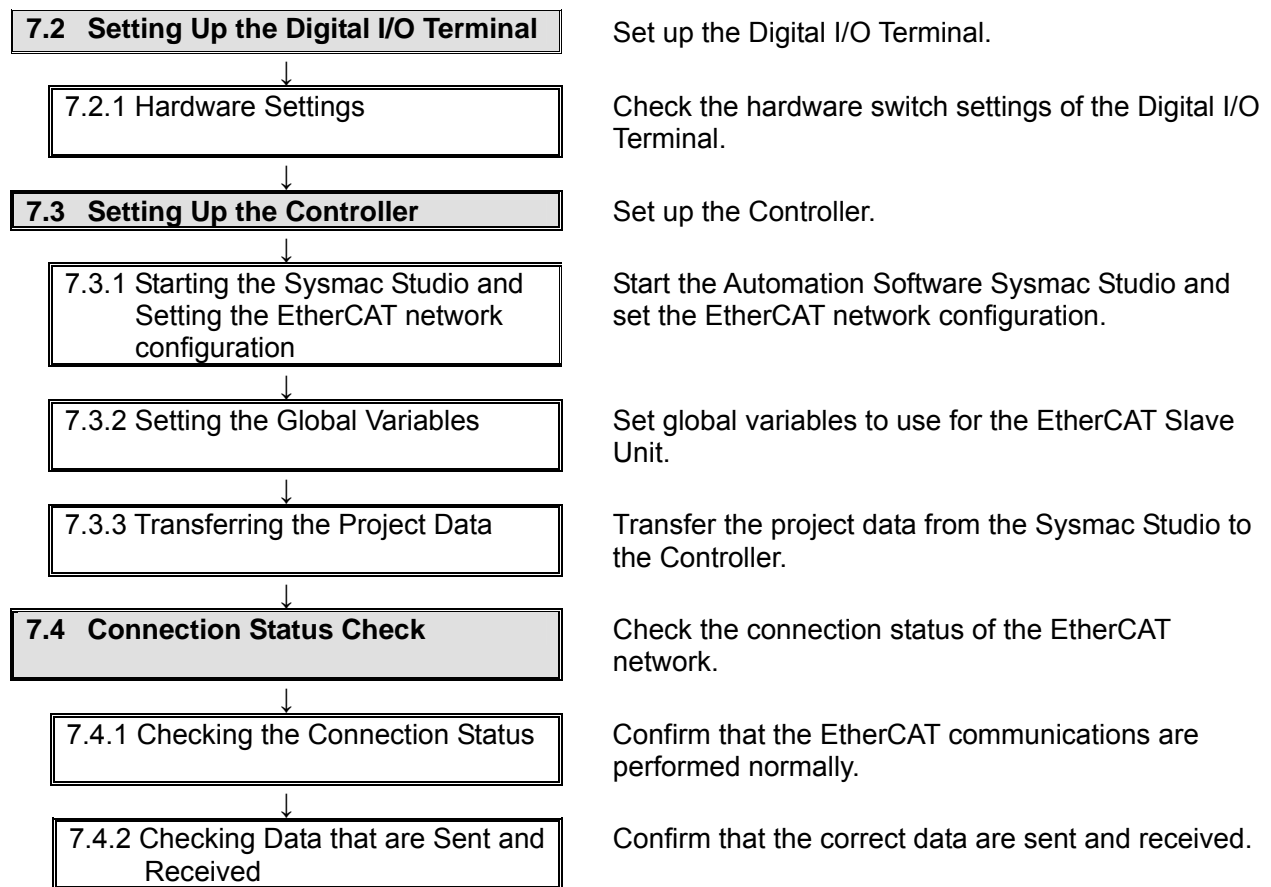 7.2 Setting Up the Digital I/O Terminal
Set up the Digital I/O Terminal.
↓
7.2.1 Hardware Settings
Check the hardware switch settings of the Digital I/O
Terminal.
↓
7.3 Setting Up the Controller
Set up the Controller.
↓
7.3.1 Starting the Sysmac Studio and
Setting the EtherCAT network
configuration
Start the Automation Software Sysmac Studio and
set the EtherCAT network configuration.
↓
7.3.2 Setting the Global Variables
Set global variables to use for the EtherCAT Slave
Unit.
↓
7.3.3 Transferring the Project Data
Transfer the project data from the Sysmac Studio to
the Controller.
↓
7.4 Connection Status Check
Check the connection status of the EtherCAT
network.
↓
7.4.1 Checking the Connection Status
Confirm that the EtherCAT communications are
performed normally.
↓
7.4.2 Checking Data that are Sent and
Received
Confirm that the correct data are sent and received.